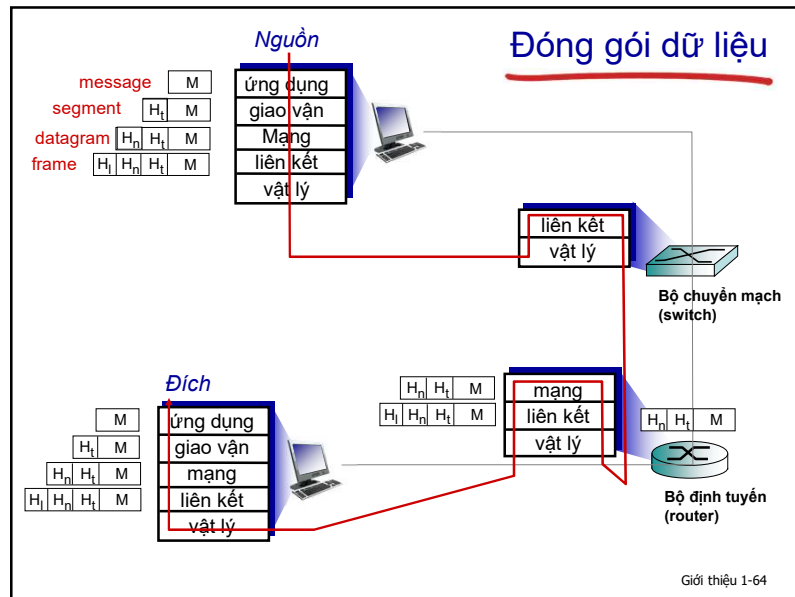 Đóng gói dữ liệu
Nguồn
message M
segment Ht M
datagram Hn Ht M
frame Hl Hn Ht M
ứng dụng
giao vận
Mạng
liên kết
vật lý
liên kết
vật lý
Bộ chuyển mạch
(switch)
Đích
M
Ht M
Hn Ht M
Hl Hn Ht M
ứng dụng
giao vận
mạng
liên kết
vật lý
Hn Ht M
Hl Hn Ht M
mạng
liên kết
vật lý
Hn Ht M
Bộ định tuyến
(router)
Giới thiệu 1-64